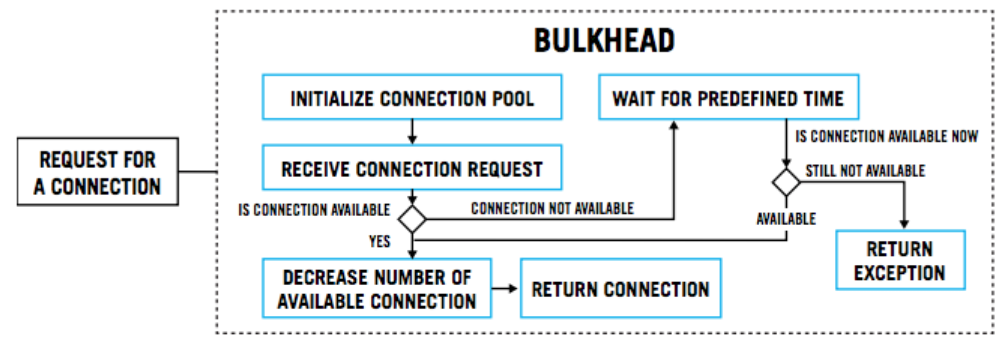 BULKHEAD
REQUEST FOR
A CONNECTION
INITIALIZE CONNECTION POOL
RECEIVE CONNECTION REQUEST
IS CONNECTION AVAILABLE
CONNECTION NOT AVAILABLE
YES
DECREASE NUMBER OF
AVAILABLE CONNECTION
RETURN CONNECTION
WAIT FOR PREDEFINED TIME
IS CONNECTION AVAILABLE NOW
STILL NOT AVAILABLE
AVAILABLE
RETURN
EXCEPTION